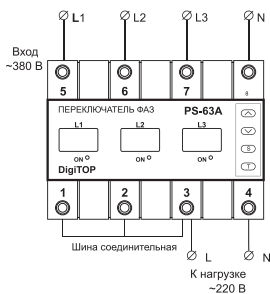 L1 L2 L3 N
Вход
~380 В
5 6 7 8
ПЕРЕКЛЮЧАТЕЛЬ ФАЗ PS-63A
L1 L2 L3
ON ON ON
S
DigiTOP
T
1 2 3 4
Шина соединительная
L N
К нагрузке
~220 В